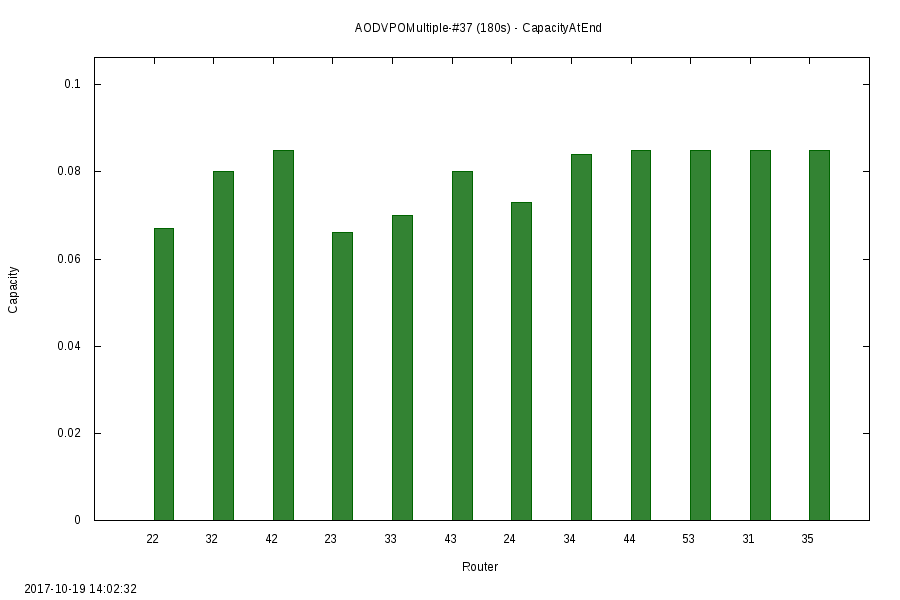 AODVPOMultiple-#37 (180s) - CapacityAtEnd
0.1
0.08
0.06
0.04
0.02
0
Capacity
22 32 42 23 33 43 24 34 44 53 31 35
Router
2017-10-19 14:02:32